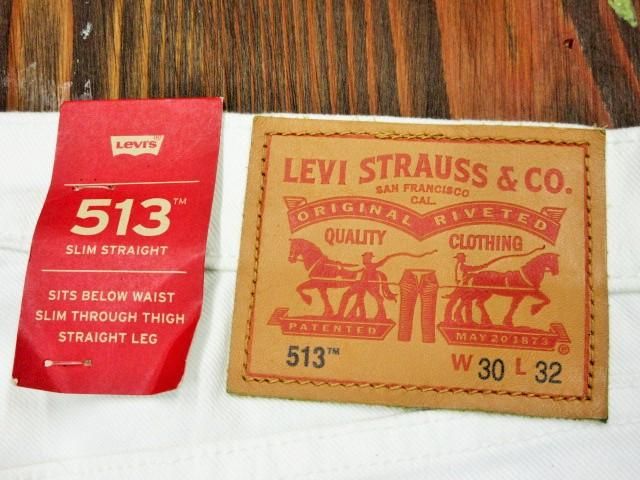 Levi's™
513™
SLIM STRAIGHT
SITS BELOW WAIST
SLIM THROUGH THIGH
STRAIGHT LEG
LEVI STRAUSS & CO.
SAN FRANCISCO
CAL.
ORIGINAL RIVETED
QUALITY CLOTHING
PATENTED MAY 20 1873 ®
513™ W 30 L 32